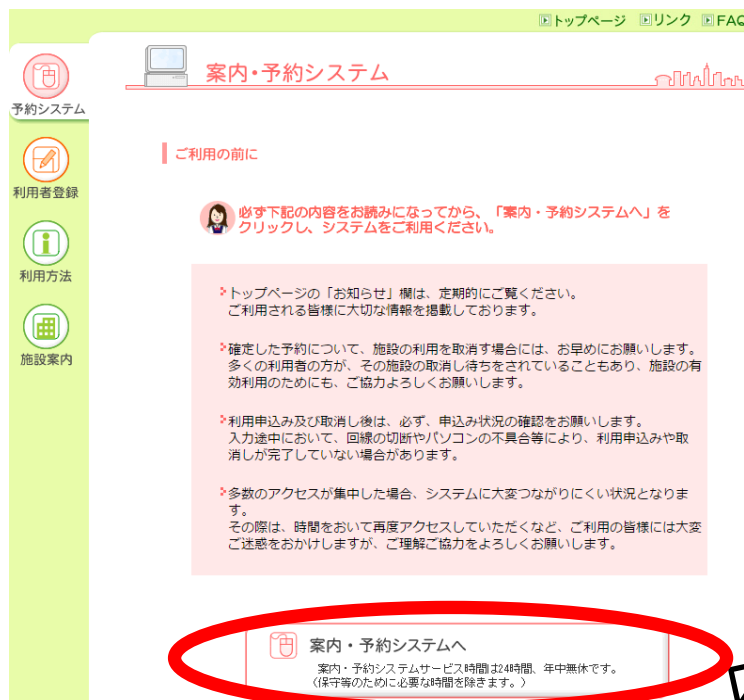 トップページ リンク FAQ
案内・予約システム
予約システム
利用者登録
利用方法
施設案内
ご利用の前に
必ず下記の内容をお読みになってから、「案内・予約システムへ」を
クリックし、システムをご利用ください。
トップページの「お知らせ」欄は、定期的にご覧ください。
ご利用される皆様に大切な情報を掲載しております。
確定した予約について、施設の利用を取消す場合には、お早めにお願いします。
多くの利用者の方が、その施設の取消し待ちをされていることもあり、施設の有
効利用のためにも、ご協力よろしくお願いします。
利用申込み及び取消し後は、必ず、申込み状況の確認をお願いします。
入力途中において、回線の切断やパソコンの不具合等により、利用申込みや取
消しが完了していない場合があります。
多数のアクセスが集中した場合、システムに大変つながりにくい状況となりま
す。
その際は、時間をおいて再度アクセスしていただくなど、ご利用の皆様には大変
ご迷惑をおかけしますが、ご理解ご協力をよろしくお願いします。
案内・予約システムへ
案内・予約システムサービス時間は24時間、年中無休です。
（保守等のために必要な時間を除きます。）